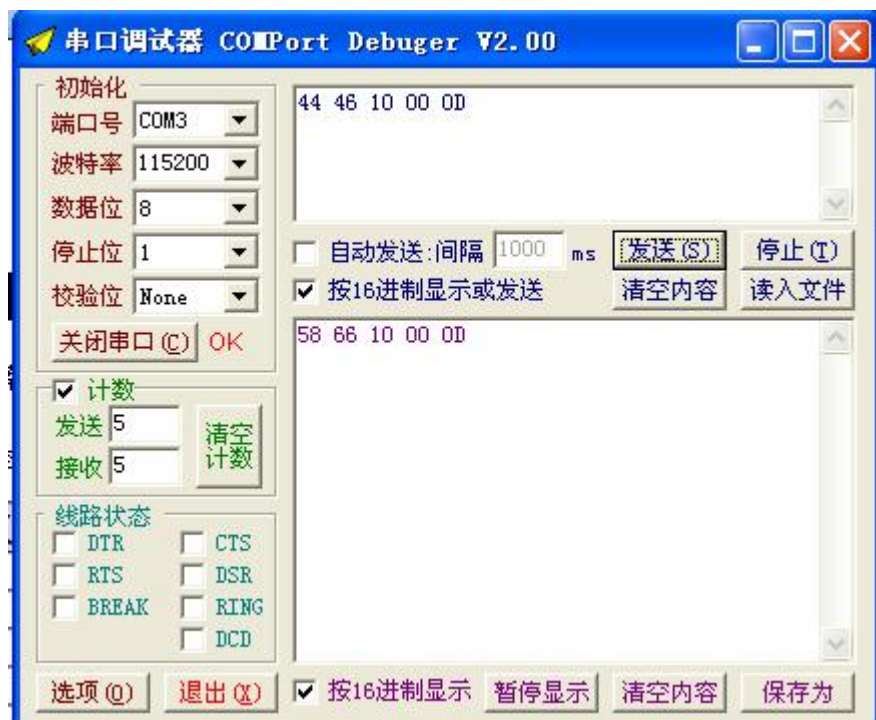 串口调试器 COMPort Debuger V2.00
初始化
端口号 COM3
波特率 115200
数据位 8
停止位 1
校验位 None
关闭串口(C) OK
计数
发送 5
接收 5
清空
计数
线路状态
DTR CTS
RTS DSR
BREAK RING
DCD
选项(O) 退出(X)
44 46 10 00 0D
自动发送:间隔 1000 ms 发送(S) 停止(T)
按16进制显示或发送 清空内容 读入文件
58 66 10 00 0D
按16进制显示 暂停显示 清空内容 保存为